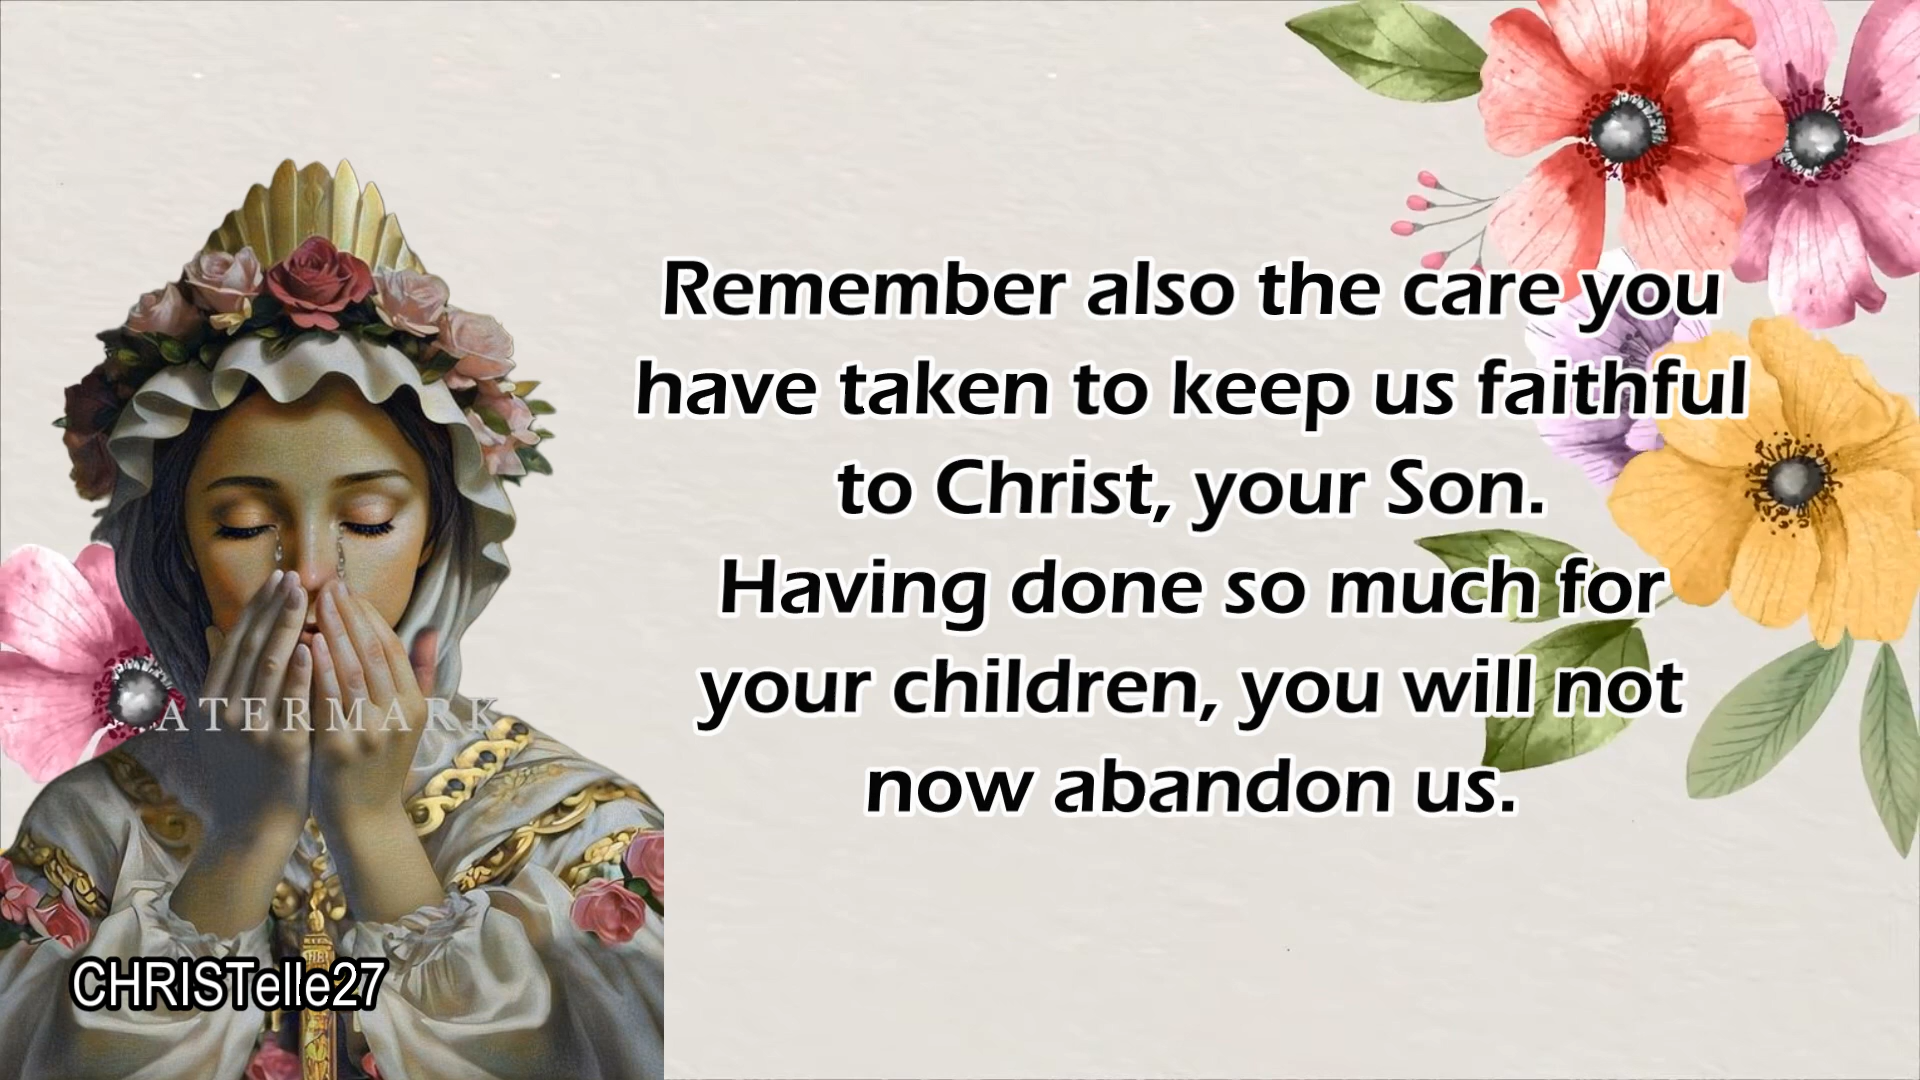 Remember also the care you
have taken to keep us faithful
to Christ, your Son.
Having done so much for
your children, you will not
now abandon us.
ATERMARK
CHRISTelle27